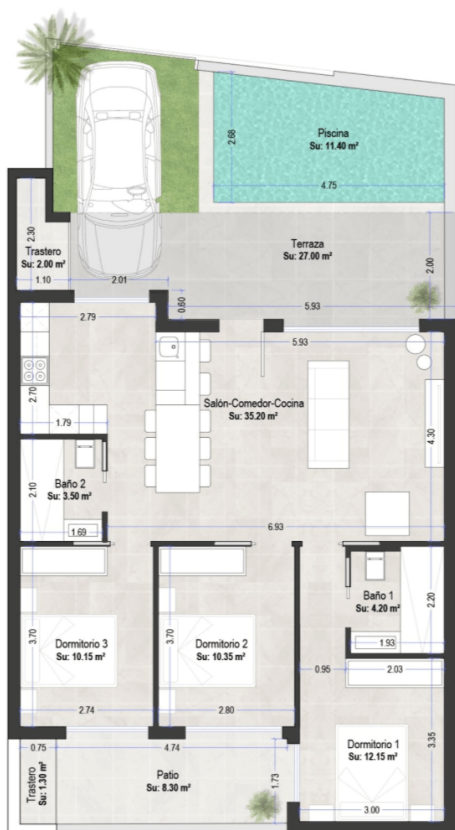 Piscina
Su: 11.40 m²
2.68
4.75
Terraza
Su: 27.00 m²
2.00
2.30
Trastero
Su: 2.00 m²
1.10
2.01
0.60
5.93
2.79
5.93
2.70
Salón-Comedor-Cocina
Su: 35.20 m²
4.30
1.79
2.10
Baño 2
Su: 3.50 m²
1.69
6.93
Baño 1
Su: 4.20 m²
2.20
1.93
3.70
Dormitorio 3
Su: 10.15 m²
2.74
3.70
Dormitorio 2
Su: 10.35 m²
2.80
0.95
2.03
3.35
Dormitorio 1
Su: 12.15 m²
3.00
0.75
4.74
1.73
Trastero
Su: 1.30 m²
Patio
Su: 8.30 m²